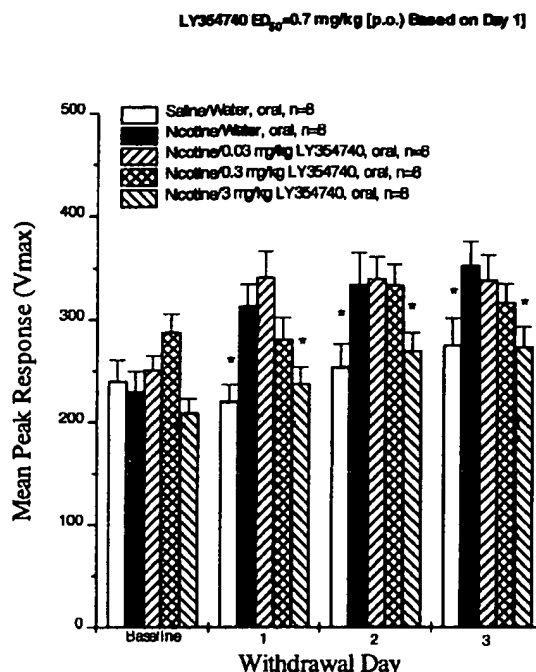 LY354740 ED50=0.7 mg/kg [p.o.) Based on Day 1]
500
400
300
200
100
0
Mean Peak Response (Vmax)
Saline/Water, oral, n=8
Nicotine/Water, oral, n=8
Nicotine/0.03 mg/kg LY354740, oral, n=8
Nicotine/0.3 mg/kg LY354740, oral, n=8
Nicotine/3 mg/kg LY354740, oral, n=8
* * * * * *
Baseline 1 2 3
Withdrawal Day